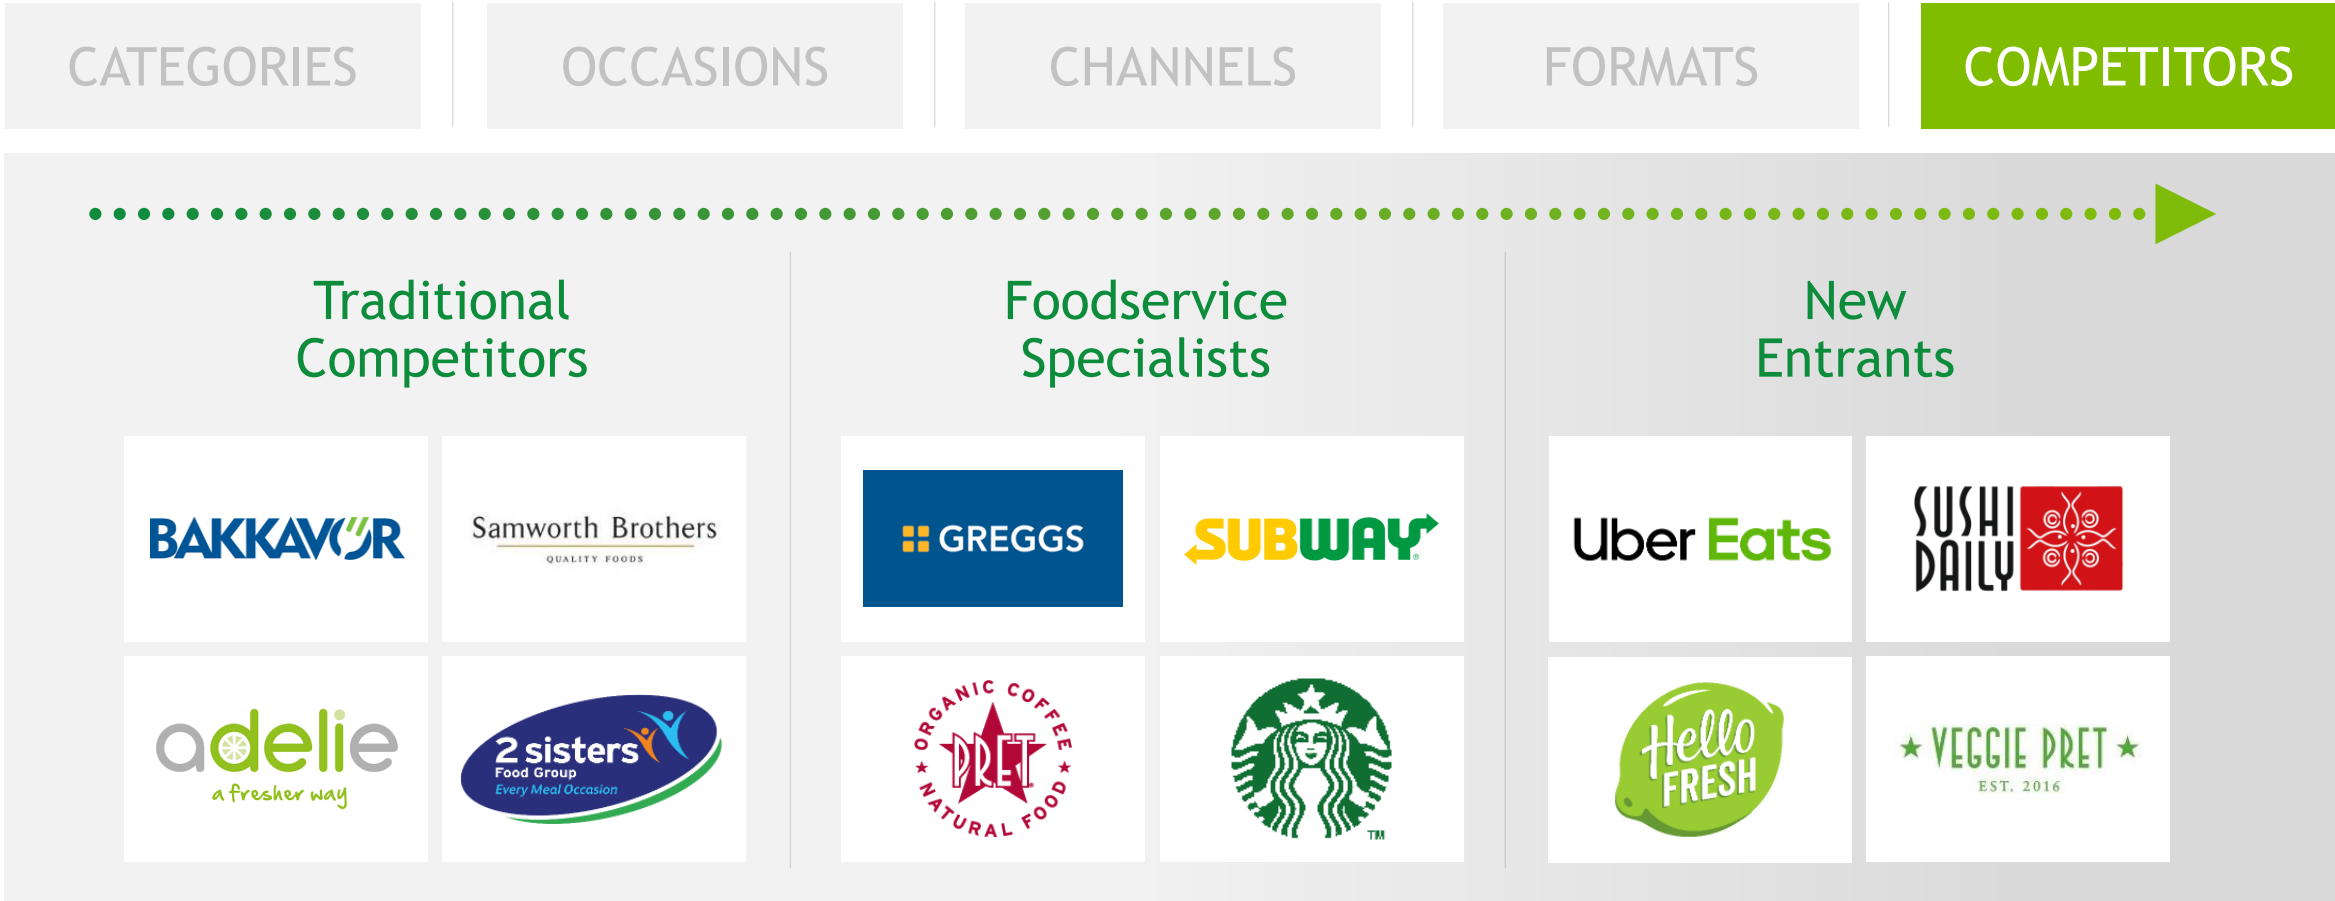 CATEGORIES
OCCASIONS
CHANNELS
FORMATS
COMPETITORS
Traditional
Competitors
Foodservice
Specialists
New
Entrants
BAKKAVOR
Samworth Brothers
QUALITY FOODS
adelie
a fresher way
2 sisters
Food Group
Every Meal Occasion
GREGGS
SUBWAY®
ORGANIC COFFEE
PRET
NATURAL FOOD
TM
Uber Eats
SUSHI
DAILY
Hello
FRESH
VEGGIE PRET
EST. 2016